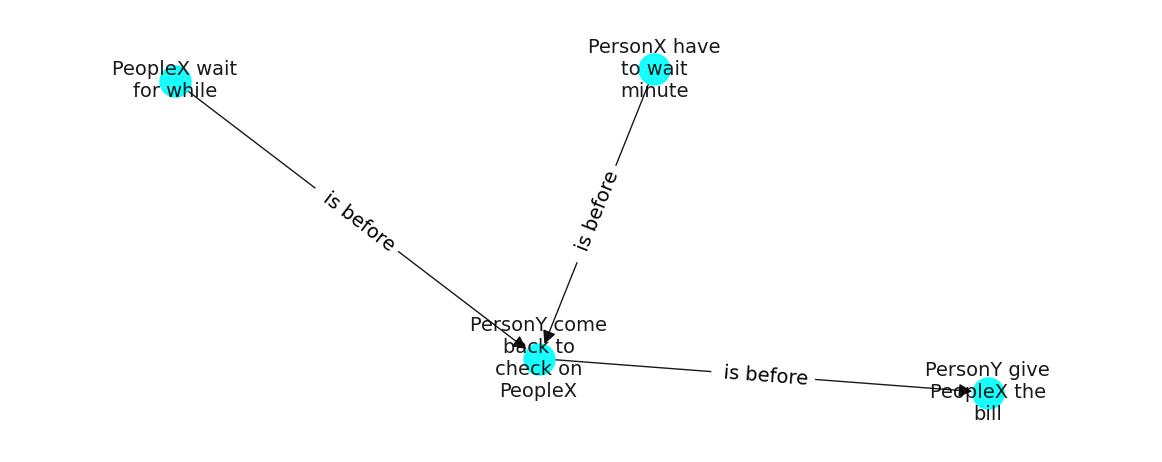 PeopleX wait
for while
PersonX have
to wait
minute
is before
is before
PersonY come
back to
check on
PeopleX
is before
PersonY give
PeopleX the
bill